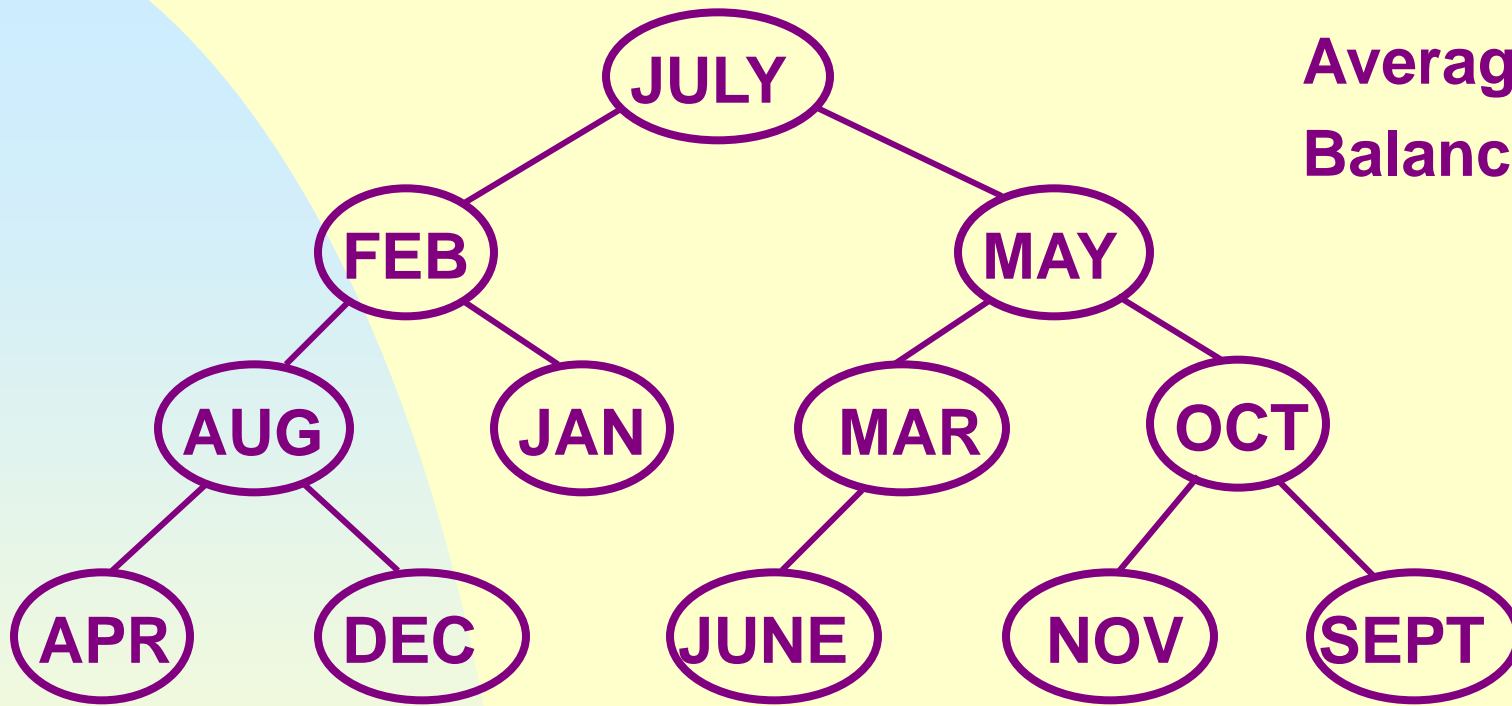 JULY
Averag
Balanc
FEB MAY
AUG JAN MAR OCT
APR DEC JUNE NOV SEPT